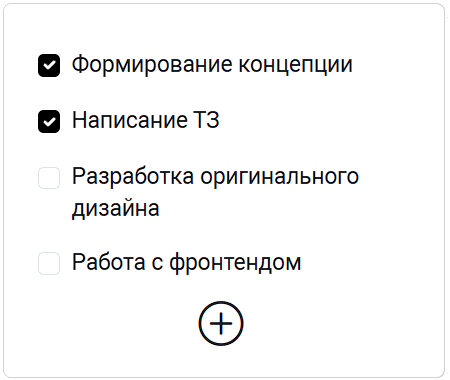 Формирование концепции
Написание ТЗ
Разработка оригинального
дизайна
Работа с фронтендом